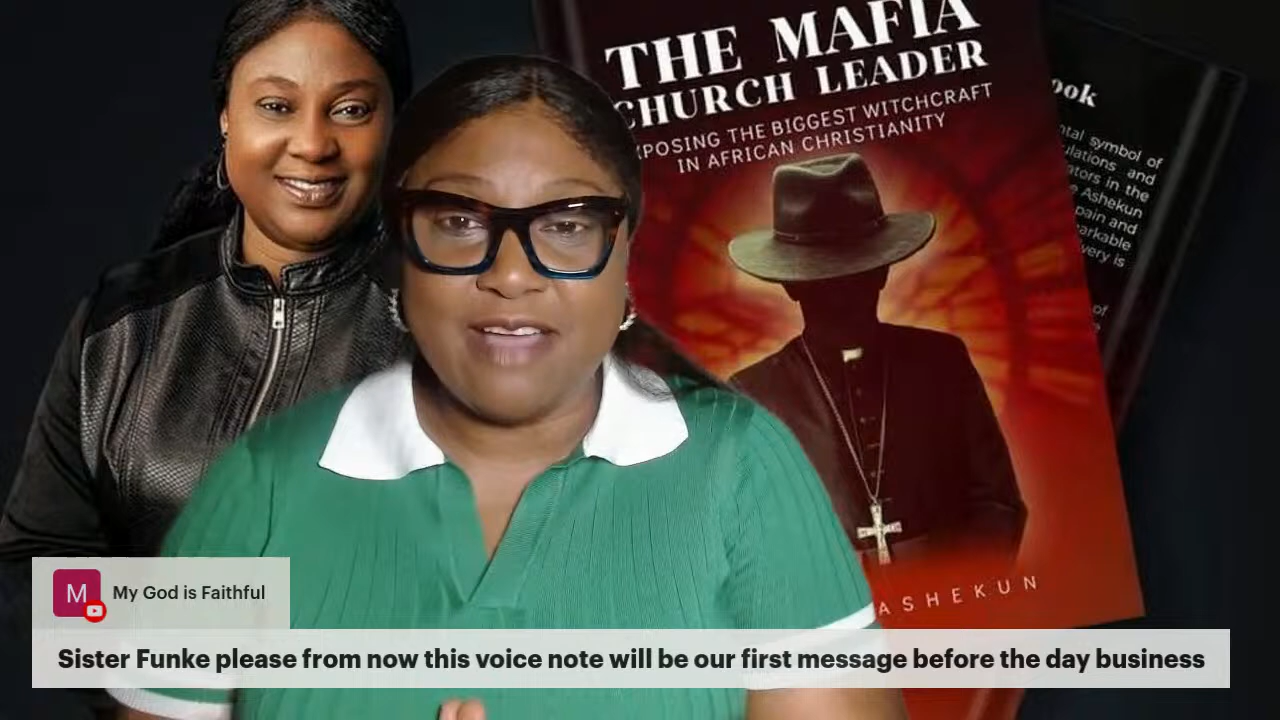 THE MAFIA
CHURCH LEADER
XPOSING THE BIGGEST WITCHCRAFT
IN AFRICAN CHRISTIANITY
ook
ntal symbol of
ulations and
ators in the
e Ashekun
pain and
arkable
very is
of
ASHEKUN
M
My God is Faithful
Sister Funke please from now this voice note will be our first message before the day business